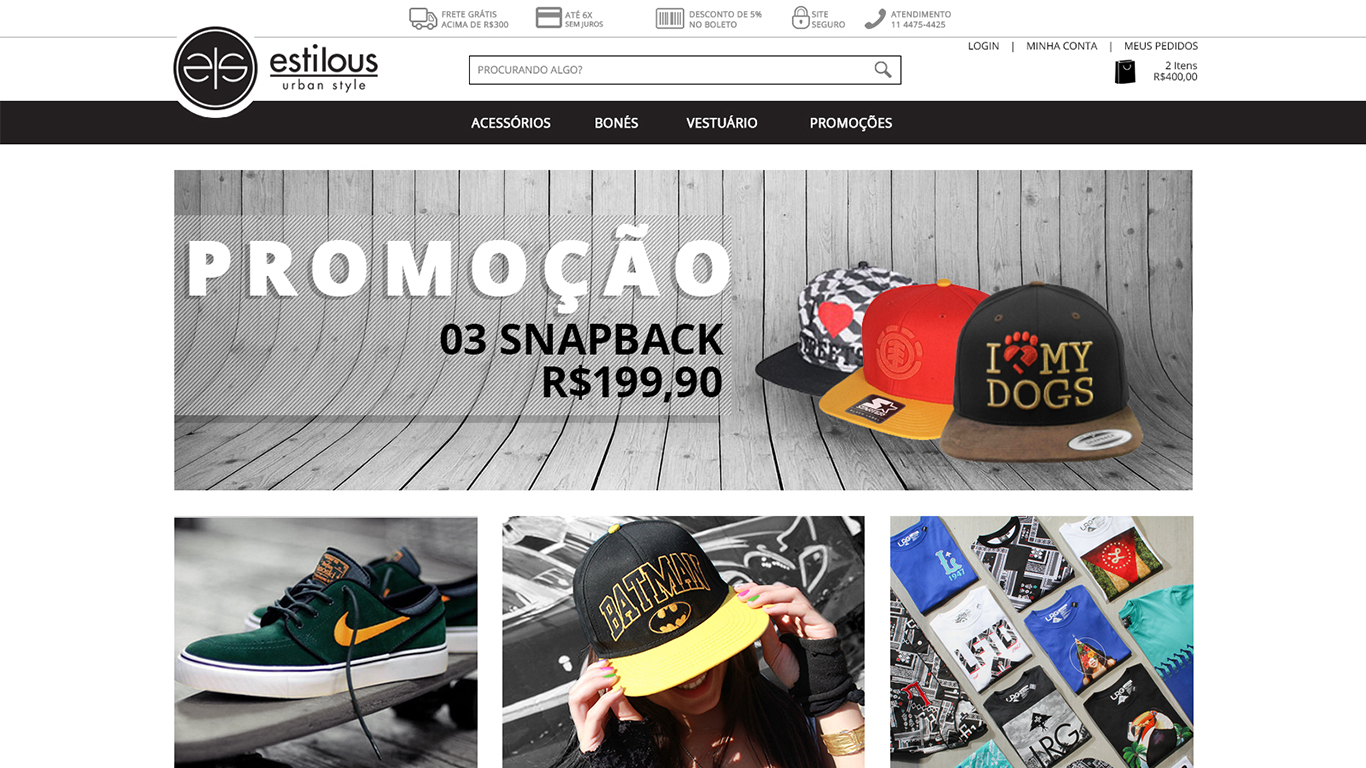 FRETE GRÁTIS
ACIMA DE R$300
ATÉ 6X
SEM JUROS
DESCONTO DE 5%
NO BOLETO
SITE
SEGURO
ATENDIMENTO
11 4475-4425
LOGIN | MINHA CONTA | MEUS PEDIDOS
estilous
urban style
PROCURANDO ALGO?
2 Itens
R$400,00
ACESSÓRIOS BONÉS VESTUÁRIO PROMOÇÕES
PROMOÇÃO
03 SNAPBACK
R$199,90
I MY
DOGS
BATMAN
L
1947
LRG